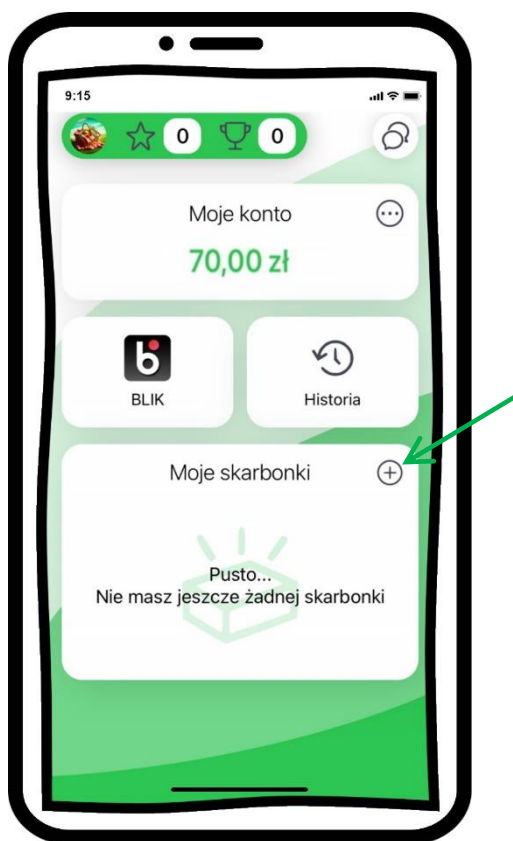 9:15
0 0
Moje konto
70,00 zł
b
BLIK
Historia
Moje skarbonki
Pusto...
Nie masz jeszcze żadnej skarbonki